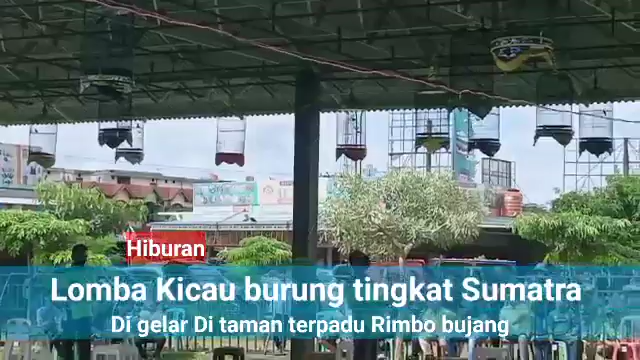 Hiburan
Lomba Kicau burung tingkat Sumatra
Di gelar Di taman terpadu Rimbo bujang